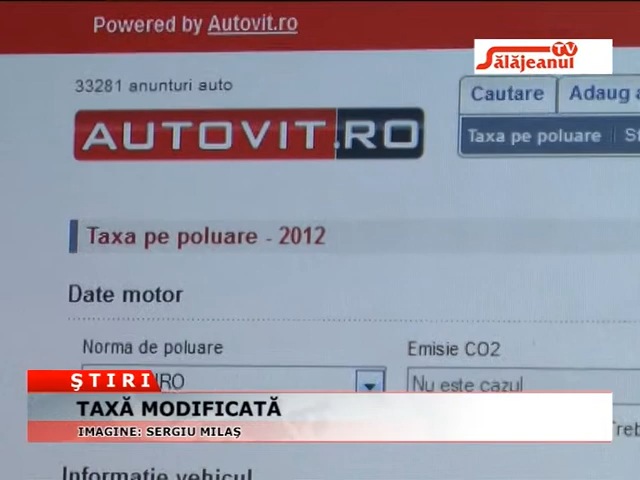 Powered by Autovit.ro
Sălăjeanul TV
33281 anunturi auto
Cautare
Adaug
AUTOVIT.RO
Taxa pe poluare
Taxa pe poluare - 2012
Date motor
Norma de poluare
Emisie CO2
Nu este cazul
ŞTIRI
TAXĂ MODIFICATĂ
IMAGINE: SERGIU MILAŞ
Informatie vehicul